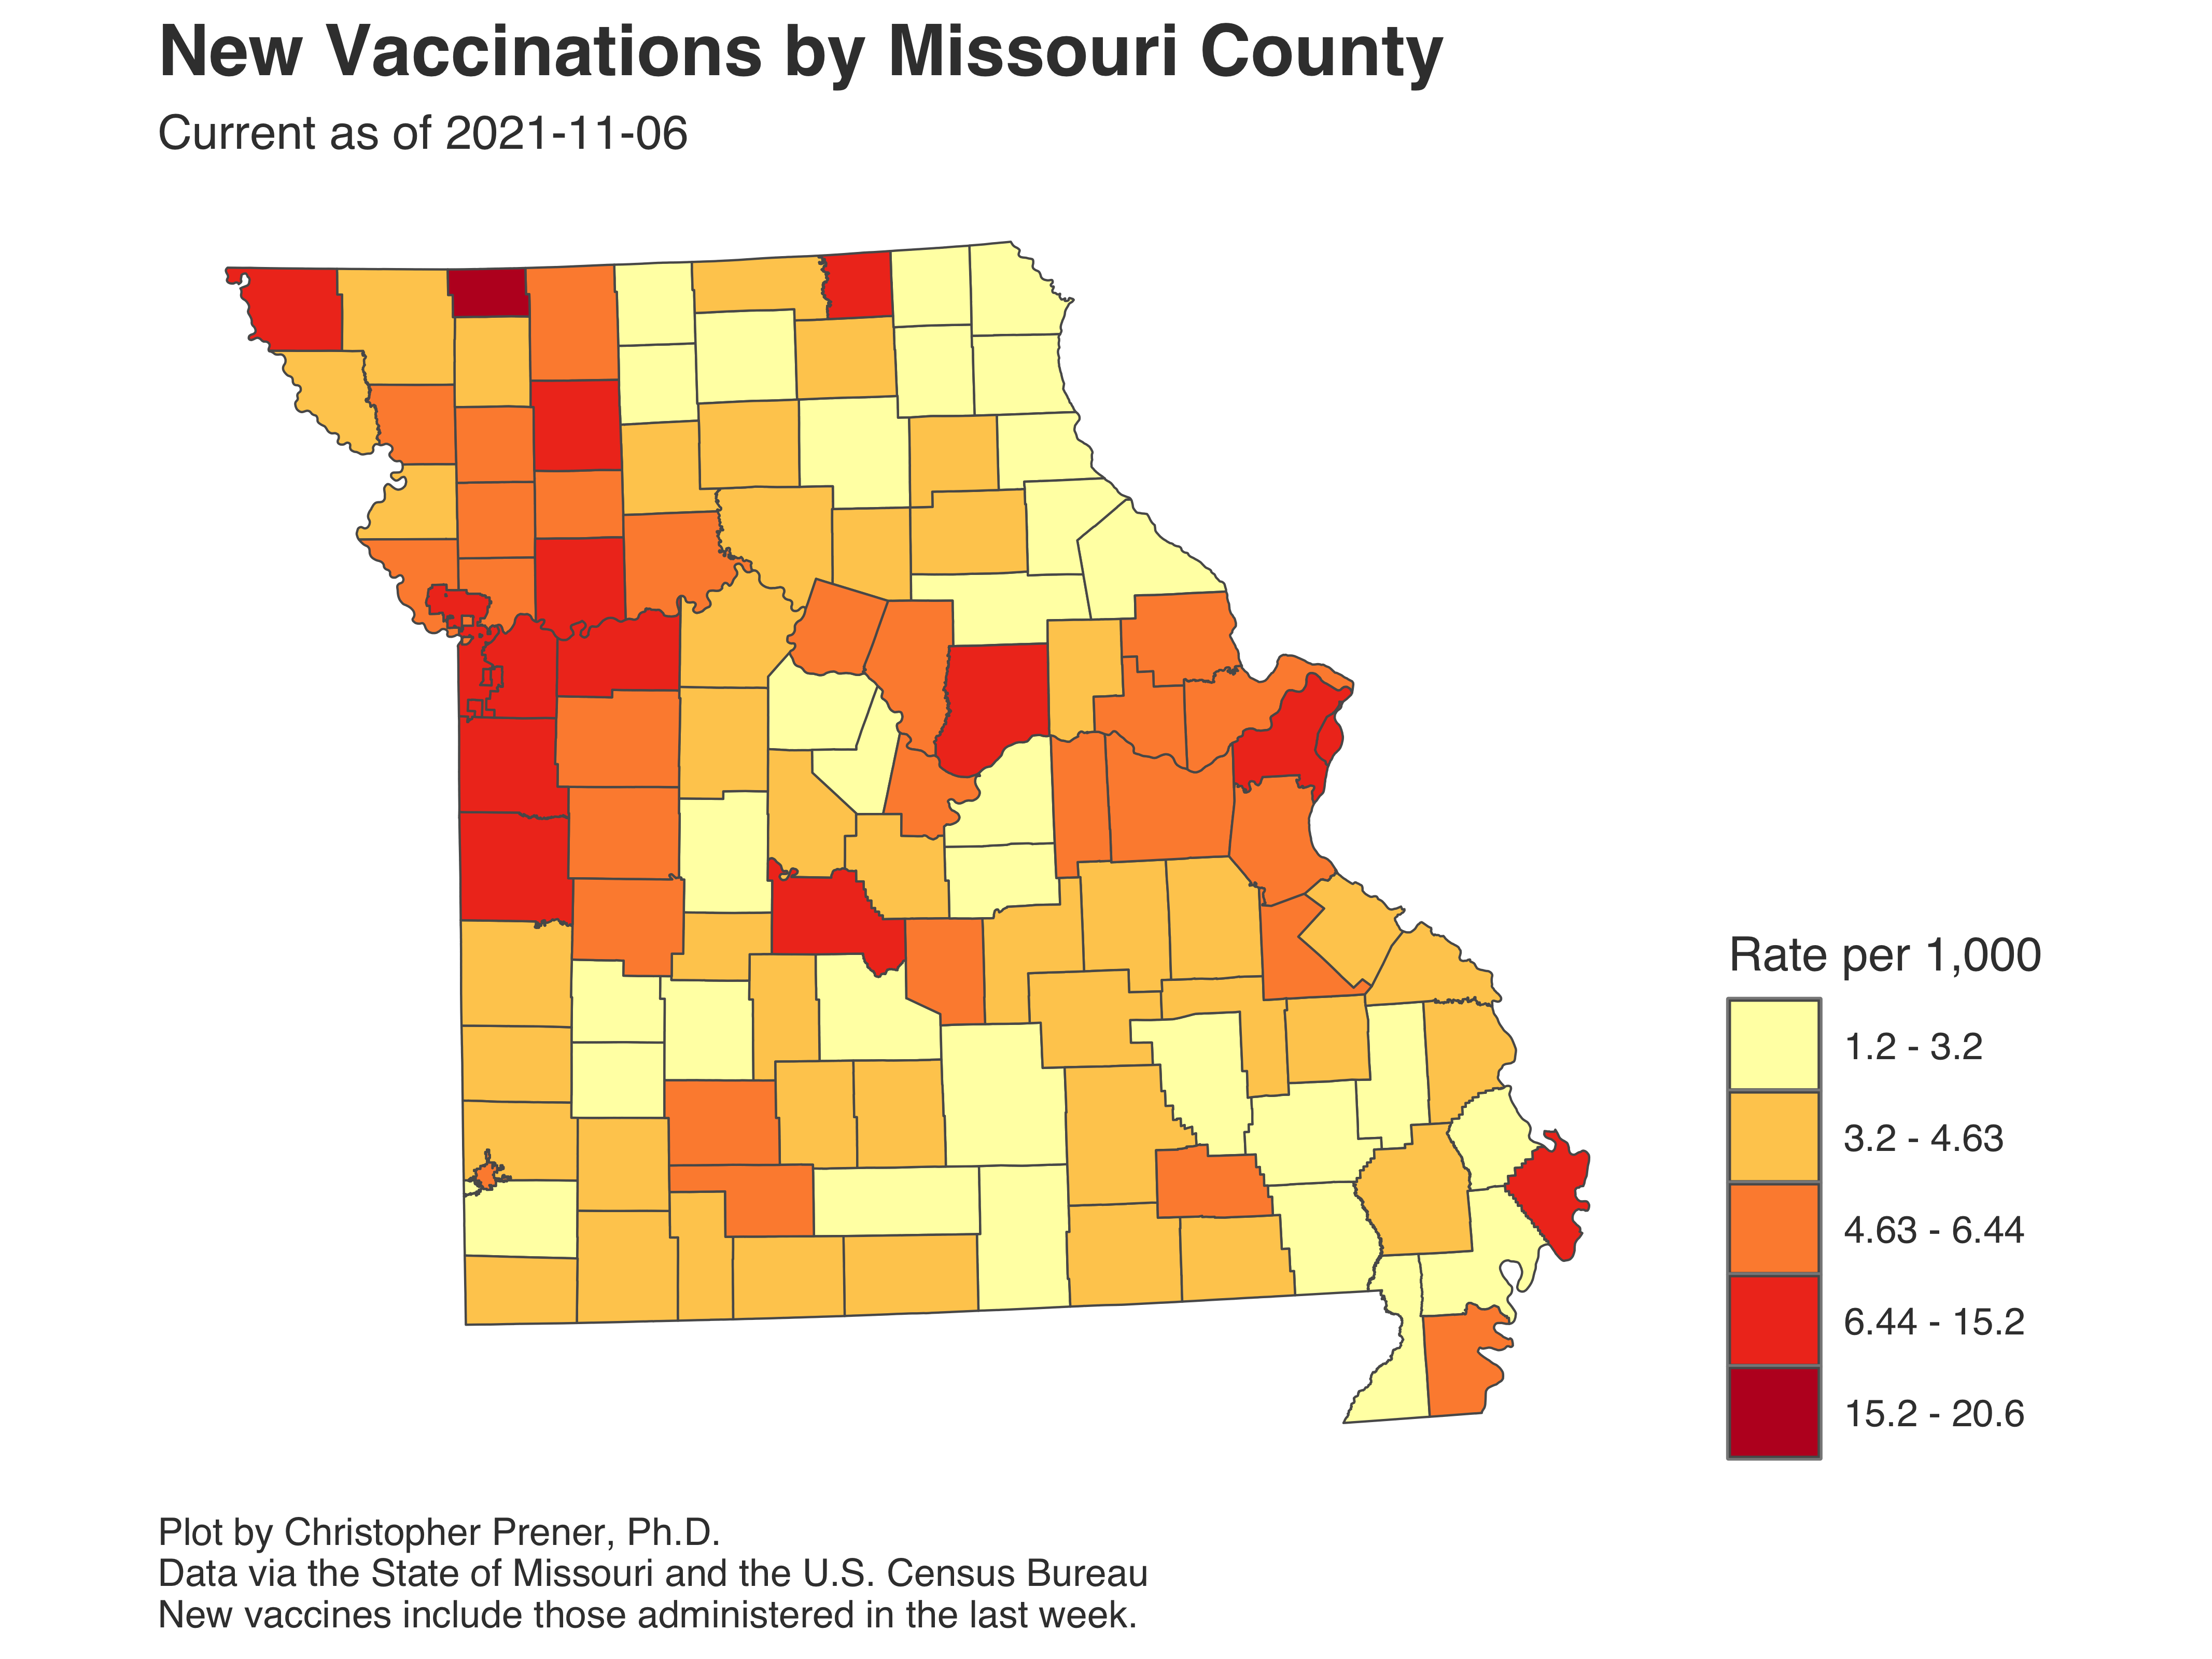 New Vaccinations by Missouri County
Current as of 2021-11-06
Rate per 1,000
1.2 - 3.2
3.2 - 4.63
4.63 - 6.44
6.44 - 15.2
15.2 - 20.6
Plot by Christopher Prener, Ph.D.
Data via the State of Missouri and the U.S. Census Bureau
New vaccines include those administered in the last week.